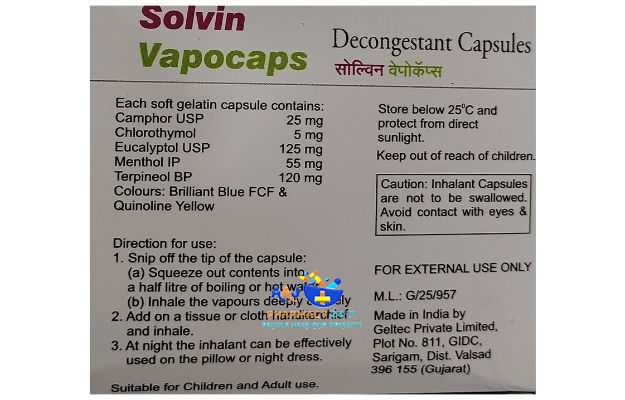 Solvin
Vapocaps
Decongestant Capsules
सोल्विन वेपोकॅप्स
Each soft gelatin capsule contains:
Camphor USP 25 mg
Chlorothymol 5 mg
Eucalyptol USP 125 mg
Menthol IP 55 mg
Terpineol BP 120 mg
Colours: Brilliant Blue FCF &
Quinoline Yellow
Direction for use:
1. Snip off the tip of the capsule:
(a) Squeeze out contents into
a half litre of boiling or hot
(b) Inhale the vapours deeply
2. Add on a tissue or cloth
and inhale.
3. At night the inhalant can be effectively
used on the pillow or night dress.
Suitable for Children and Adult use.
Store below 25°C and
protect from direct
sunlight.
Keep out of reach of children.
Caution: Inhalant Capsules
are not to be swallowed.
Avoid contact with eyes &
skin.
FOR EXTERNAL USE ONLY
M.L.: G/25/957
Made in India by
Geltec Private Limited,
Plot No. 811, GIDC,
Sarigam, Dist. Valsad
396 155 (Gujarat)